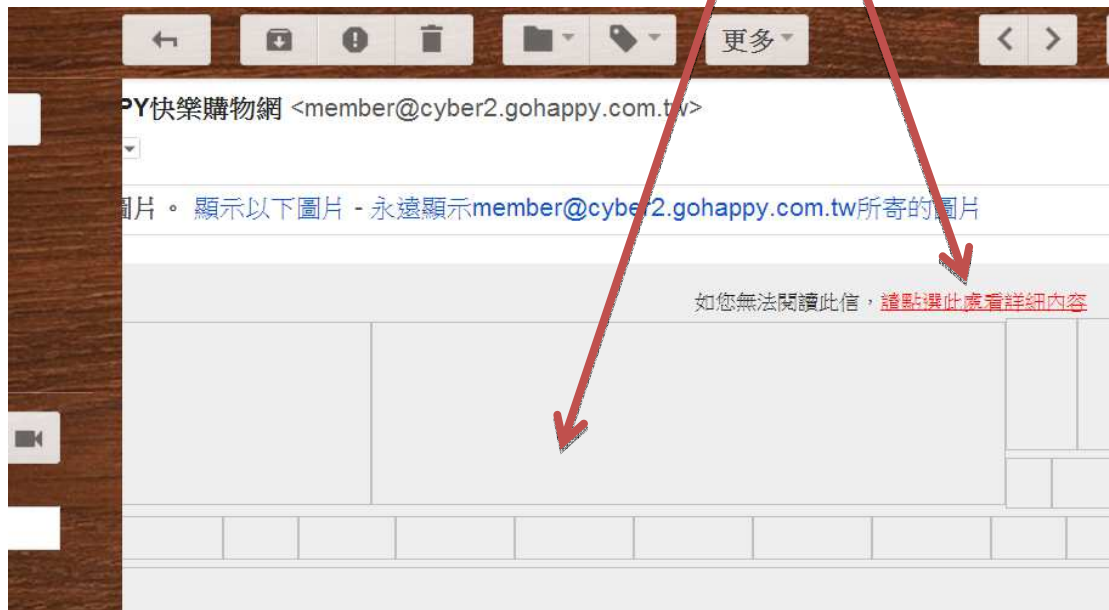 更多
PY快樂購物網 <member@cyber2.gohappy.com.tw>
圖片。 顯示以下圖片 - 永遠顯示member@cyber2.gohappy.com.tw所寄的圖片
如您無法閱讀此信，請點選此處看詳細內容